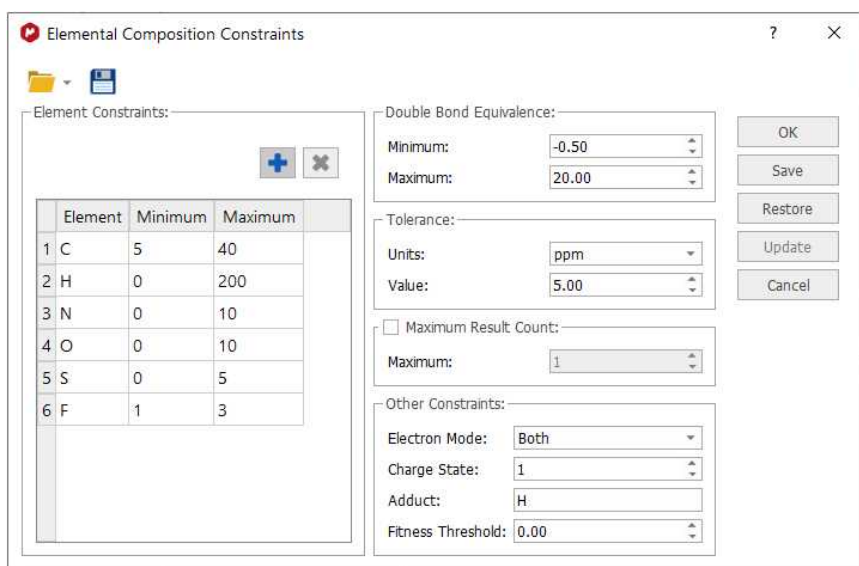 Elemental Composition Constraints
?
Element Constraints:
Element Minimum Maximum
1 C 5 40
2 H 0 200
3 N 0 10
4 O 0 10
5 S 0 5
6 F 1 3
Double Bond Equivalence:
Minimum: -0.50
Maximum: 20.00
Tolerance:
Units: ppm
Value: 5.00
Maximum Result Count:
Maximum: 1
Other Constraints:
Electron Mode: Both
Charge State: 1
Adduct: H
Fitness Threshold: 0.00
OK
Save
Restore
Update
Cancel